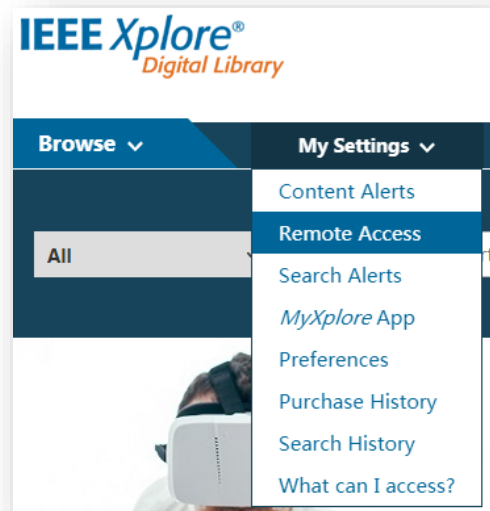 IEEE Xplore®
Digital Library
Browse
My Settings
Content Alerts
Remote Access
All
Search Alerts
MyXplore App
Preferences
Purchase History
Search History
What can I access?